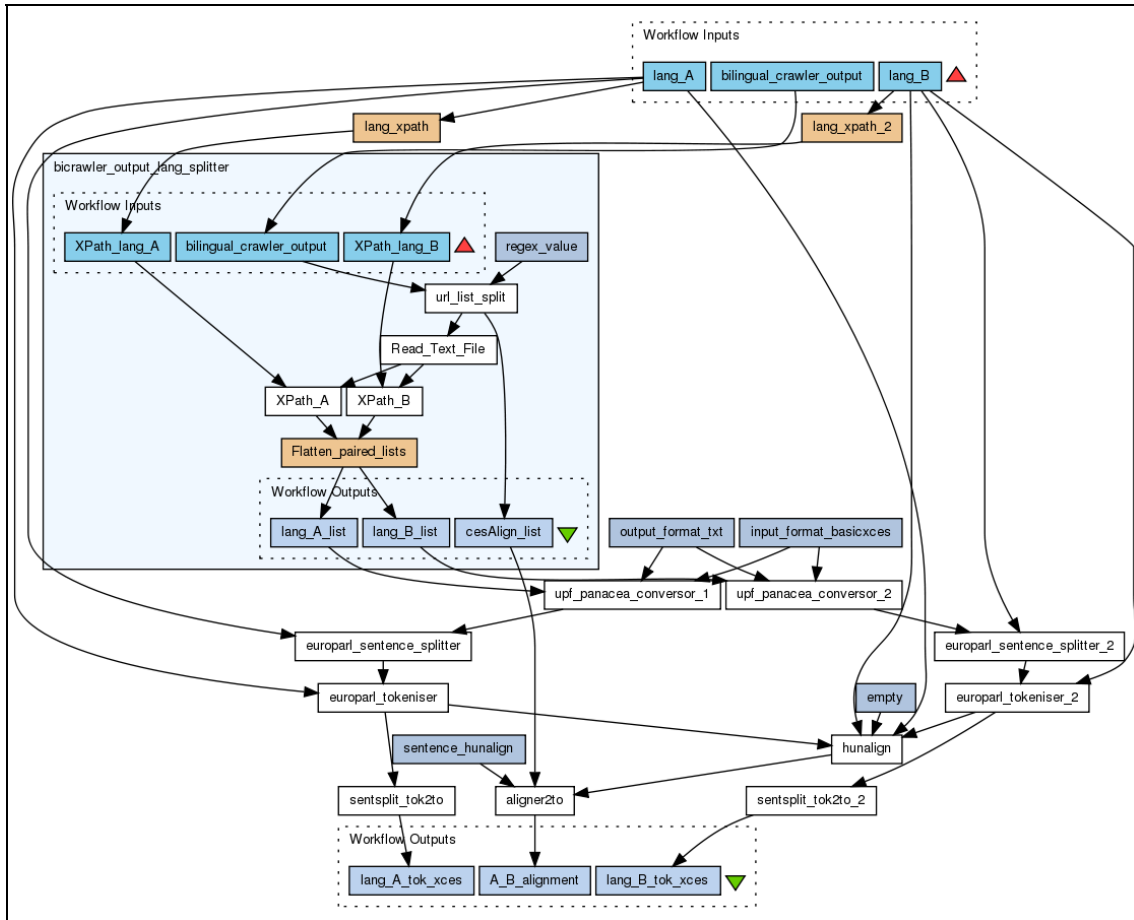 Workflow Inputs
lang_A
bilingual_crawler_output
lang_B
lang_xpath
lang_xpath_2
bicrawler_output_lang_splitter
Workflow Inputs
XPath_lang_A
bilingual_crawler_output
XPath_lang_B
regex_value
url_list_split
Read_Text_File
XPath_A
XPath_B
Flatten_paired_lists
Workflow Outputs
lang_A_list
lang_B_list
cesAlign_list
output_format_txt
input_format_basicxces
upf_panacea_conversor_1
upf_panacea_conversor_2
europarl_sentence_splitter
europarl_sentence_splitter_2
europarl_tokeniser
empty
europarl_tokeniser_2
sentence_hunalign
hunalign
sentsplit_tok2to
aligner2to
sentsplit_tok2to_2
Workflow Outputs
lang_A_tok_xces
A_B_alignment
lang_B_tok_xces